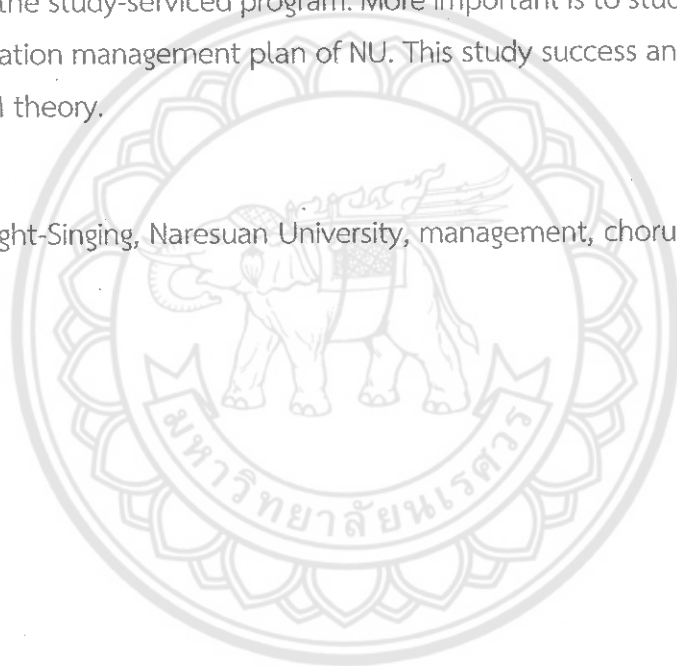 the study-serviced program. More important is to stud
ation management plan of NU. This study success an
l theory.
ght-Singing, Naresuan University, management, choru
มหาวิทยาลัยนเรศวร